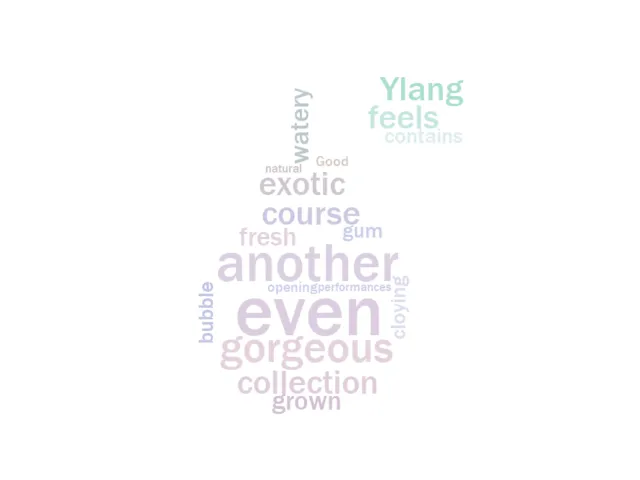 Ylang
feels
contains
watery
Good
natural
exotic
course
gum
fresh
another
opening performances
bubble
cloying
even
gorgeous
collection
grown